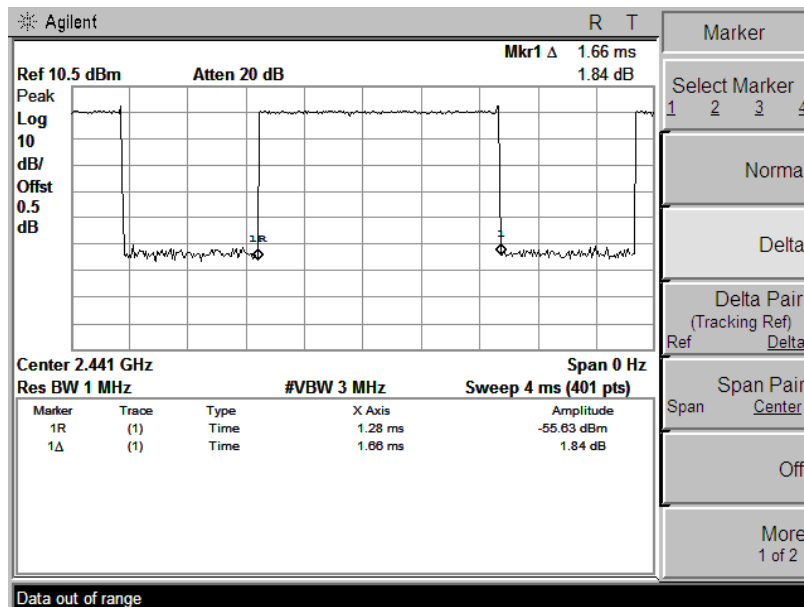 Agilent R T
Mkr1 Δ 1.66 ms
Ref 10.5 dBm Atten 20 dB 1.84 dB
Peak
Log
10
dB/
Offst
0.5
dB
1R
1
Center 2.441 GHz Span 0 Hz
Res BW 1 MHz #VBW 3 MHz Sweep 4 ms (401 pts)
Marker Trace Type X Axis Amplitude
1R (1) Time 1.28 ms -55.63 dBm
1Δ (1) Time 1.66 ms 1.84 dB
Data out of range
Marker
Select Marker
1 2 3 4
Norma
Delta
Delta Pair
(Tracking Ref)
Ref Delta
Span Pair
Span Center
Off
More
1 of 2